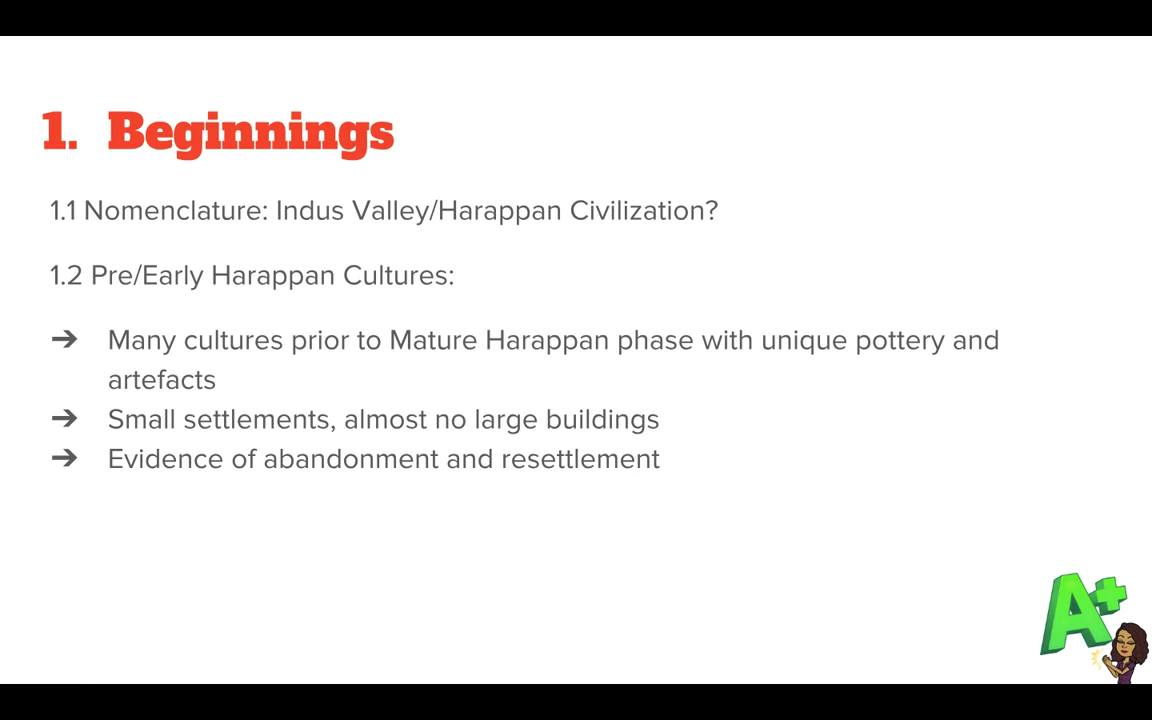 1. Beginnings
1.1 Nomenclature: Indus Valley/Harappan Civilization?
1.2 Pre/Early Harappan Cultures:
➔ Many cultures prior to Mature Harappan phase with unique pottery and
artefacts
➔ Small settlements, almost no large buildings
➔ Evidence of abandonment and resettlement
A+